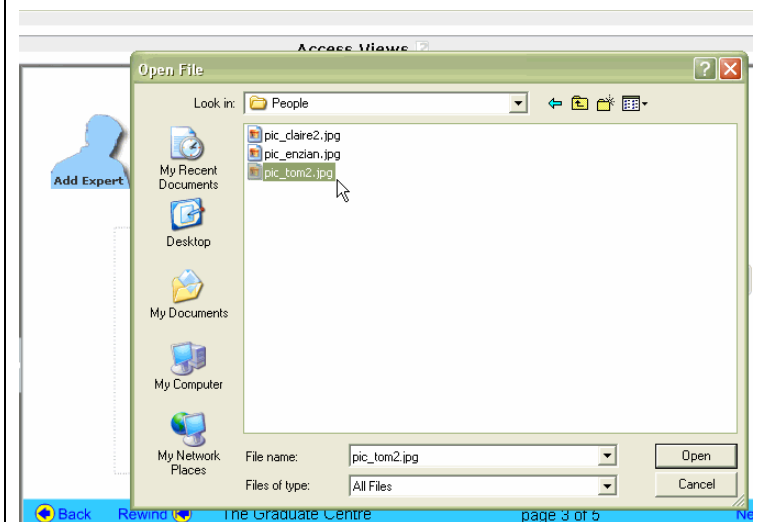 Access Views ?
Open File
Look in: People
pic_claire2.jpg
pic_enzian.jpg
pic_tom2.jpg
My Recent
Documents
Desktop
My Documents
My Computer
My Network
Places
Add Expert
File name: pic_tom2.jpg Open
Files of type: All Files Cancel
Back Rewind The Graduate Centre page 3 of 5